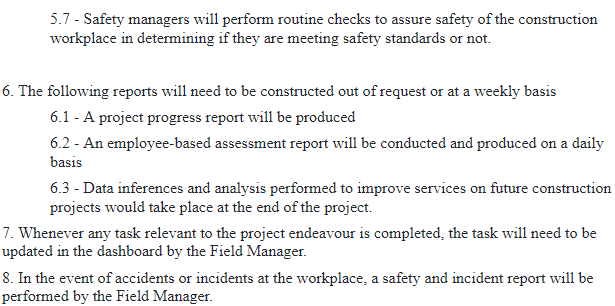 5.7 - Safety managers will perform routine checks to assure safety of the construction
workplace in determining if they are meeting safety standards or not.
6. The following reports will need to be constructed out of request or at a weekly basis
6.1 - A project progress report will be produced
6.2 - An employee-based assessment report will be conducted and produced on a daily
basis
6.3 - Data inferences and analysis performed to improve services on future construction
projects would take place at the end of the project.
7. Whenever any task relevant to the project endeavour is completed, the task will need to be
updated in the dashboard by the Field Manager.
8. In the event of accidents or incidents at the workplace, a safety and incident report will be
performed by the Field Manager.